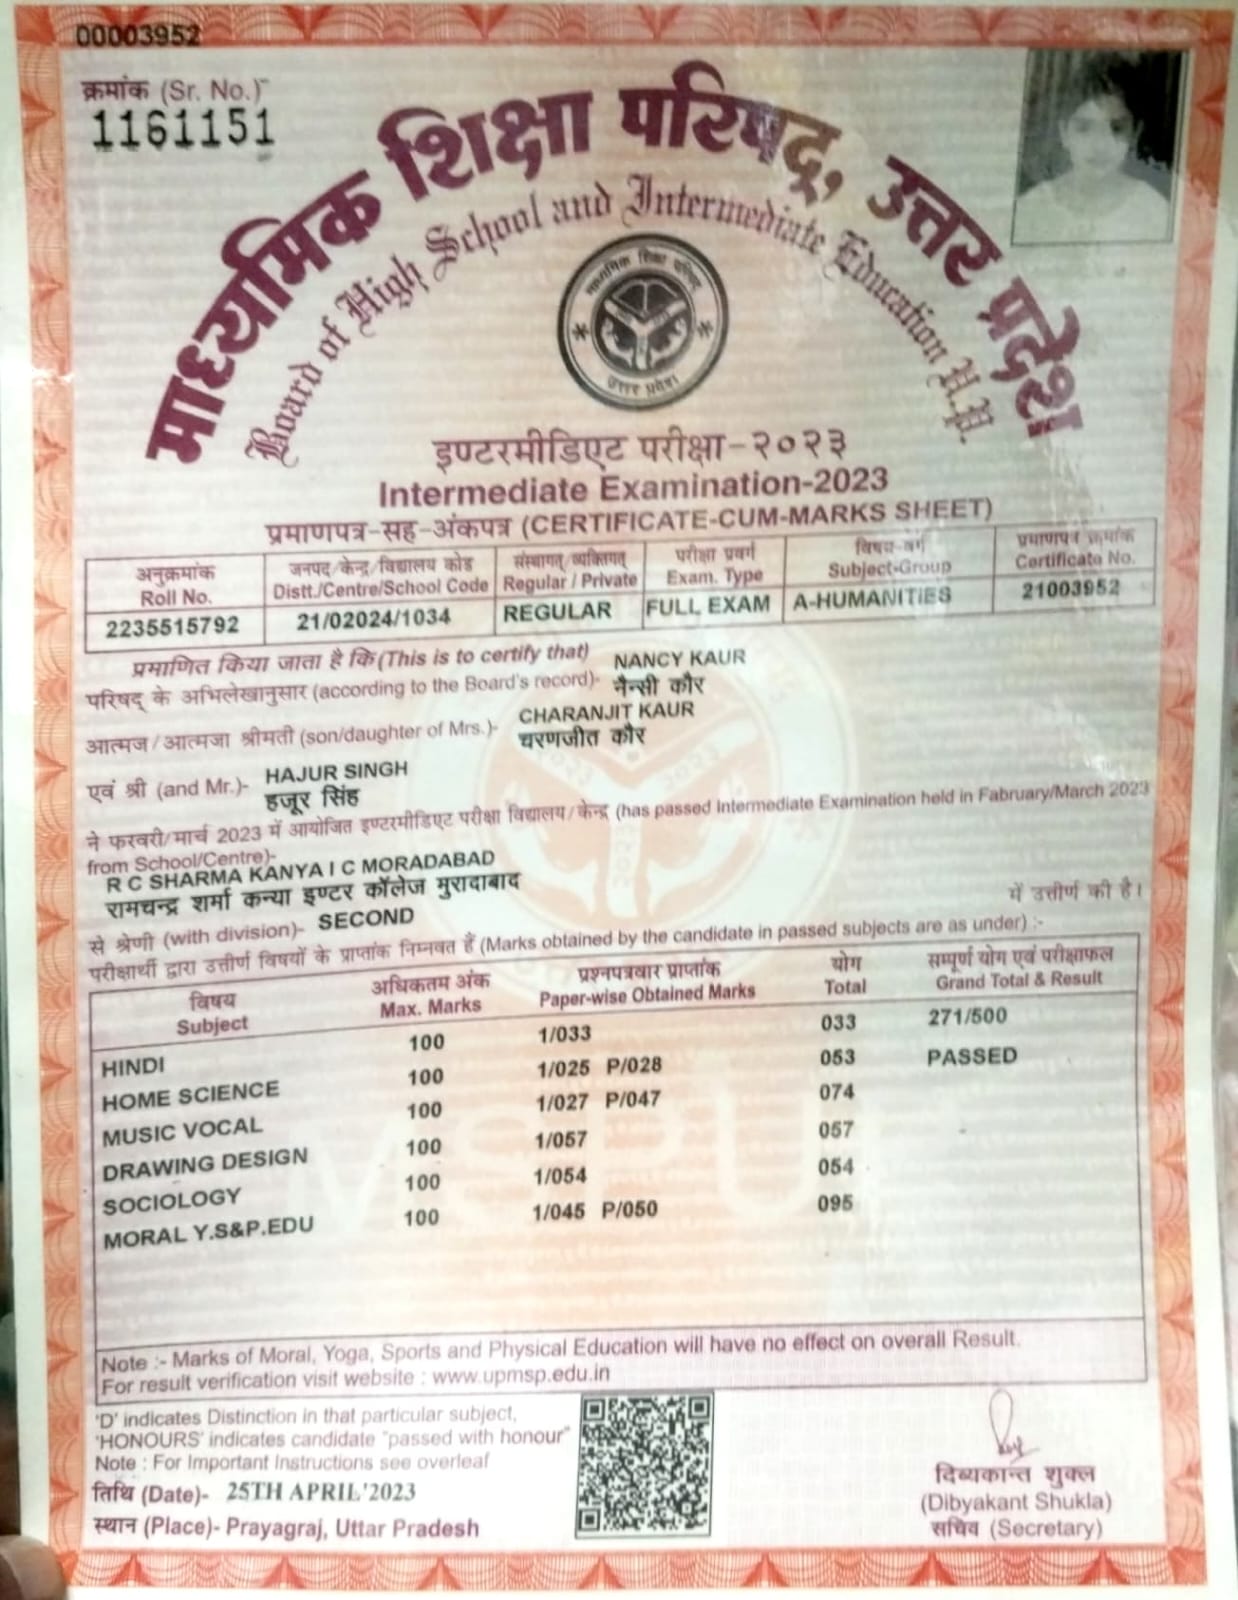 00003952
क्रमांक (Sr. No.)-
1161151
माध्यमिक शिक्षा परिषद्, उत्तर प्रदेश
Board of High School and Intermediate Education U.P.
माध्यमिक शिक्षा परिषद्
उत्तर प्रदेश
इण्टरमीडिएट परीक्षा-२०२३
Intermediate Examination-2023
प्रमाणपत्र-सह-अंकपत्र (CERTIFICATE-CUM-MARKS SHEET)
अनुक्रमांक जनपद/केन्द्र/विद्यालय कोड संस्थागत/व्यक्तिगत परीक्षा प्रवर्ग विषय-वर्ग प्रमाणपत्र क्रमांक
Roll No. Distt./Centre/School Code Regular / Private Exam. Type Subject-Group Certificate No.
2235515792 21/02024/1034 REGULAR FULL EXAM A-HUMANITIES 21003952
प्रमाणित किया जाता है कि (This is to certify that) NANCY KAUR
परिषद् के अभिलेखानुसार (according to the Board's record)- नैन्सी कौर
CHARANJIT KAUR
आत्मज/आत्मजा श्रीमती (son/daughter of Mrs.)- चरणजीत कौर
एवं श्री (and Mr.)- HAJUR SINGH
हजूर सिंह
ने फरवरी/मार्च 2023 में आयोजित इण्टरमीडिएट परीक्षा विद्यालय/केन्द्र (has passed Intermediate Examination held in Fabruary/March 2023
from School/Centre)-
R C SHARMA KANYA I C MORADABAD
रामचन्द्र शर्मा कन्या इण्टर कॉलेज मुरादाबाद
से श्रेणी (with division)- SECOND में उत्तीर्ण की है।
परीक्षार्थी द्वारा उत्तीर्ण विषयों के प्राप्तांक निम्नवत हैं (Marks obtained by the candidate in passed subjects are as under) :-
विषय अधिकतम अंक प्रश्नपत्रवार प्राप्तांक योग सम्पूर्ण योग एवं परीक्षाफल
Subject Max. Marks Paper-wise Obtained Marks Total Grand Total & Result
HINDI 100 1/033 033 271/500
HOME SCIENCE 100 1/025 P/028 053 PASSED
MUSIC VOCAL 100 1/027 P/047 074
DRAWING DESIGN 100 1/057 057
SOCIOLOGY 100 1/054 054
MORAL Y.S&P.EDU 100 1/045 P/050 095
Note :- Marks of Moral, Yoga, Sports and Physical Education will have no effect on overall Result.
For result verification visit website : www.upmsp.edu.in
'D' indicates Distinction in that particular subject,
'HONOURS' indicates candidate "passed with honour"
Note : For Important Instructions see overleaf
तिथि (Date)- 25TH APRIL'2023
स्थान (Place)- Prayagraj, Uttar Pradesh
दिब्यकान्त शुक्ल
(Dibyakant Shukla)
सचिव (Secretary)